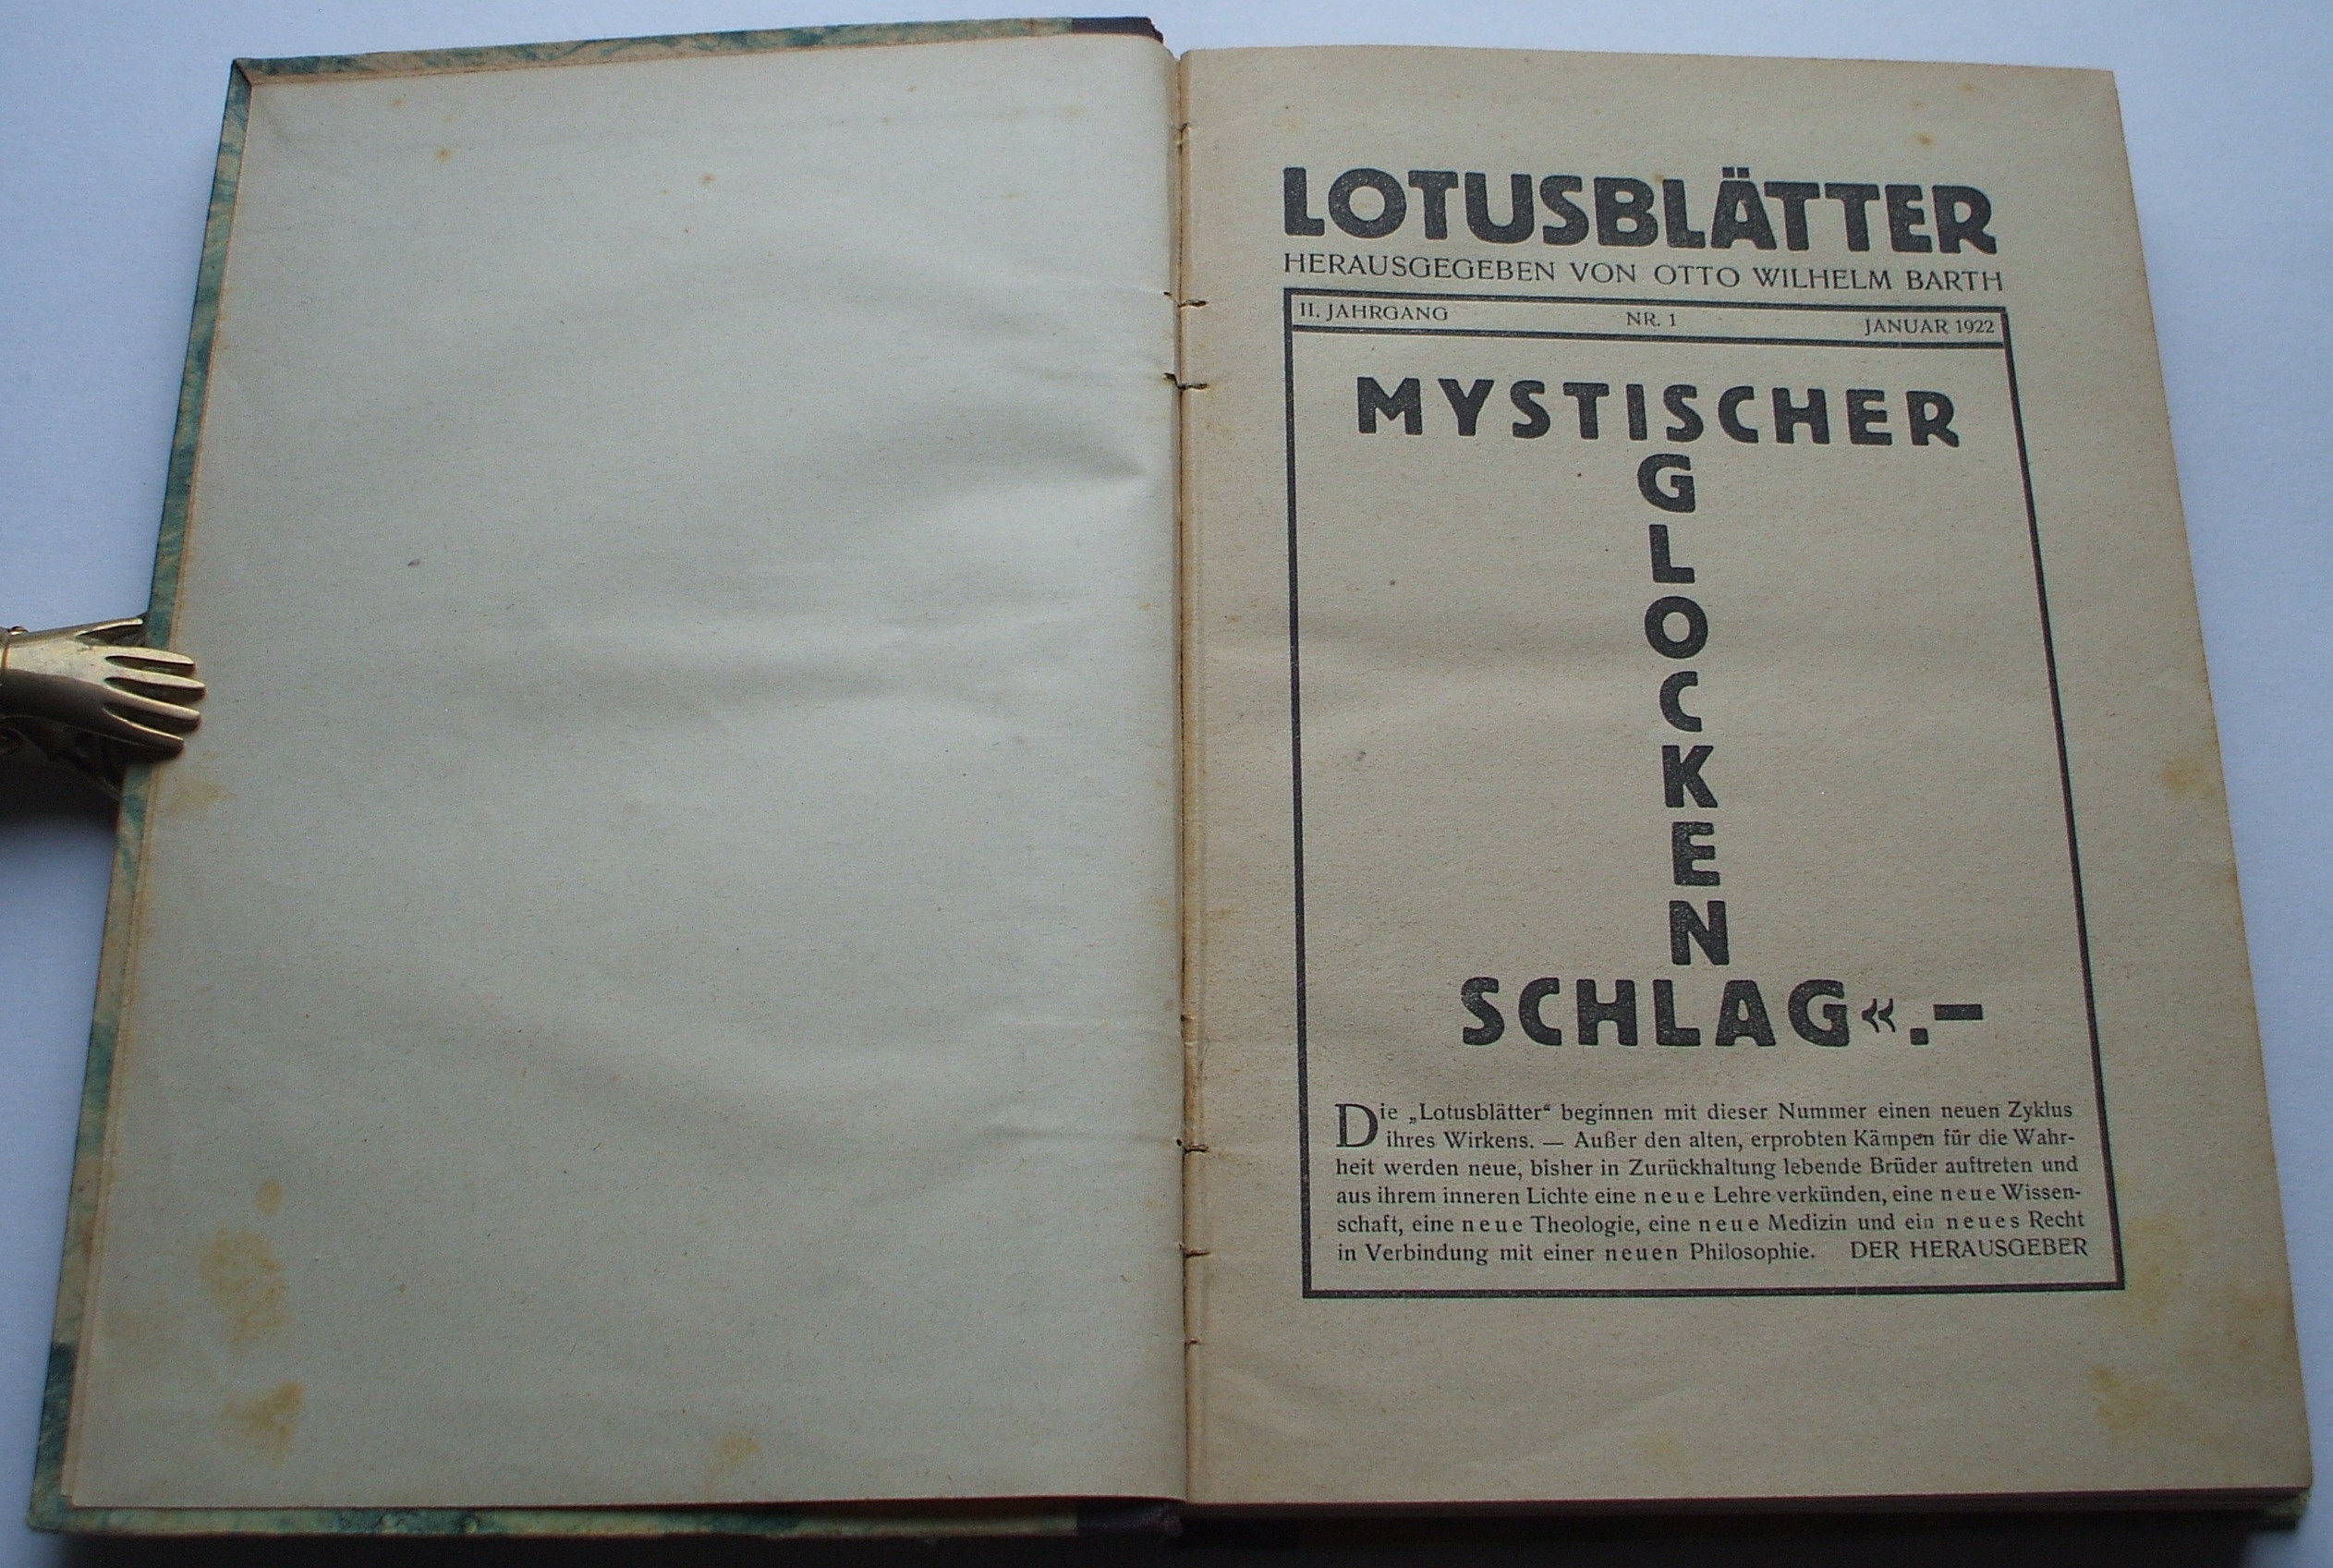 LOTUSBLÄTTER
HERAUSGEGEBEN VON OTTO WILHELM BARTH
II. JAHRGANG NR. 1 JANUAR 1922
MYSTISCHER
G
L
O
C
K
E
N
SCHLAG«.–
Die „Lotusblätter“ beginnen mit dieser Nummer einen neuen Zyklus
ihres Wirkens. — Außer den alten, erprobten Kämpen für die Wahr-
heit werden neue, bisher in Zurückhaltung lebende Brüder auftreten und
aus ihrem inneren Lichte eine neue Lehre verkünden, eine neue Wissen-
schaft, eine neue Theologie, eine neue Medizin und ein neues Recht
in Verbindung mit einer neuen Philosophie. DER HERAUSGEBER